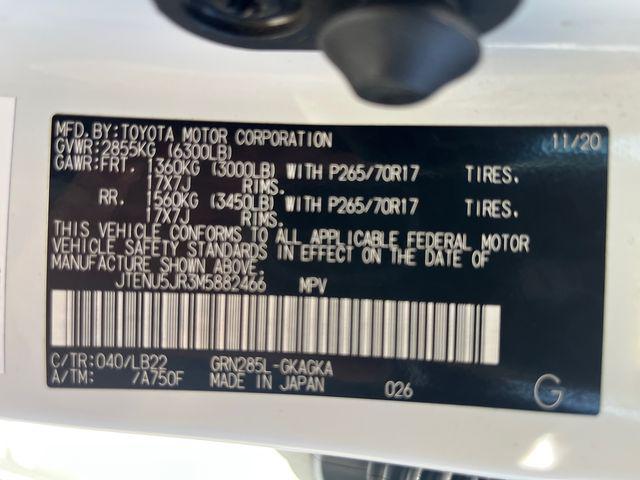 MFD.BY:TOYOTA MOTOR CORPORATION 11/20
GVWR:2855KG (6300LB)
GAWR:FRT. 1360KG (3000LB) WITH P265/70R17 TIRES.
17X7J RIMS.
RR. 1560KG (3450LB) WITH P265/70R17 TIRES.
17X7J RIMS.
THIS VEHICLE CONFORMS TO ALL APPLICABLE FEDERAL MOTOR
VEHICLE SAFETY STANDARDS IN EFFECT ON THE DATE OF
MANUFACTURE SHOWN ABOVE.
JTENU5JR3M5882466 MPV
C/TR:040/LB22 GRN285L-GKAGKA
A/TM: /A750F MADE IN JAPAN 026 G